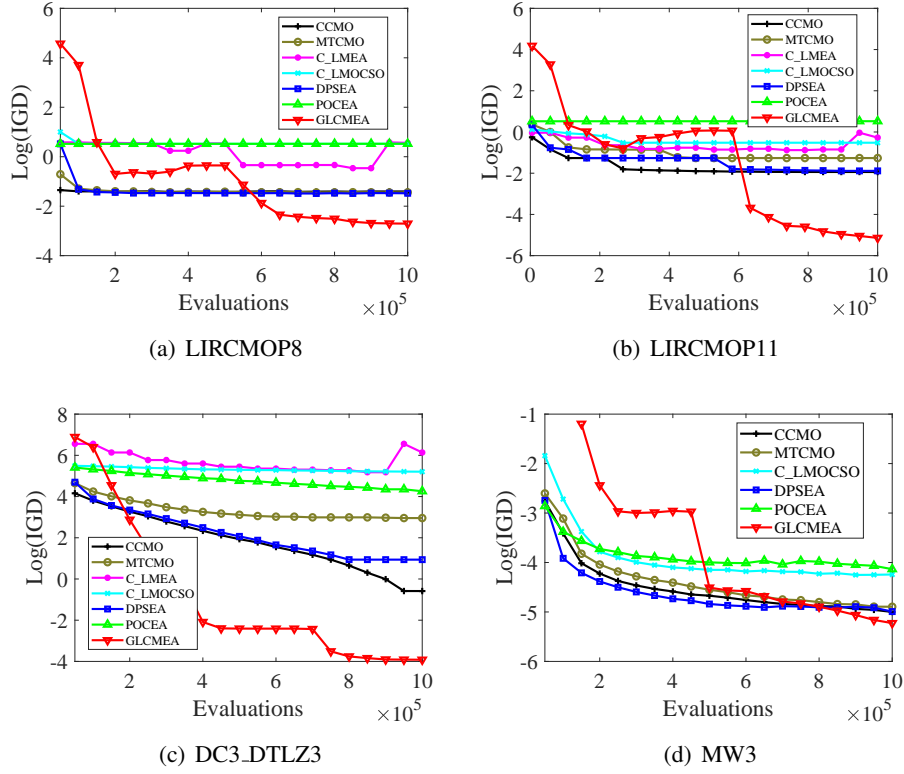 CCMO
MTCMO
C_LMEA
C_LMOCSO
DPSEA
POCEA
GLCMEA
6
4
2
0
-2
-4
Log(IGD)
2 4 6 8 10
Evaluations
×10^5
(a) LIRCMOP8
CCMO
MTCMO
C_LMEA
C_LMOCSO
DPSEA
POCEA
GLCMEA
6
4
2
0
-2
-4
-6
Log(IGD)
0 2 4 6 8 10
Evaluations
×10^5
(b) LIRCMOP11
8
6
4
2
0
-2
-4
Log(IGD)
CCMO
MTCMO
C_LMEA
C_LMOCSO
DPSEA
POCEA
GLCMEA
2 4 6 8 10
Evaluations
×10^5
(c) DC3_DTLZ3
-1
-2
-3
-4
-5
-6
Log(IGD)
CCMO
MTCMO
C_LMOCSO
DPSEA
POCEA
GLCMEA
2 4 6 8 10
Evaluations
×10^5
(d) MW3